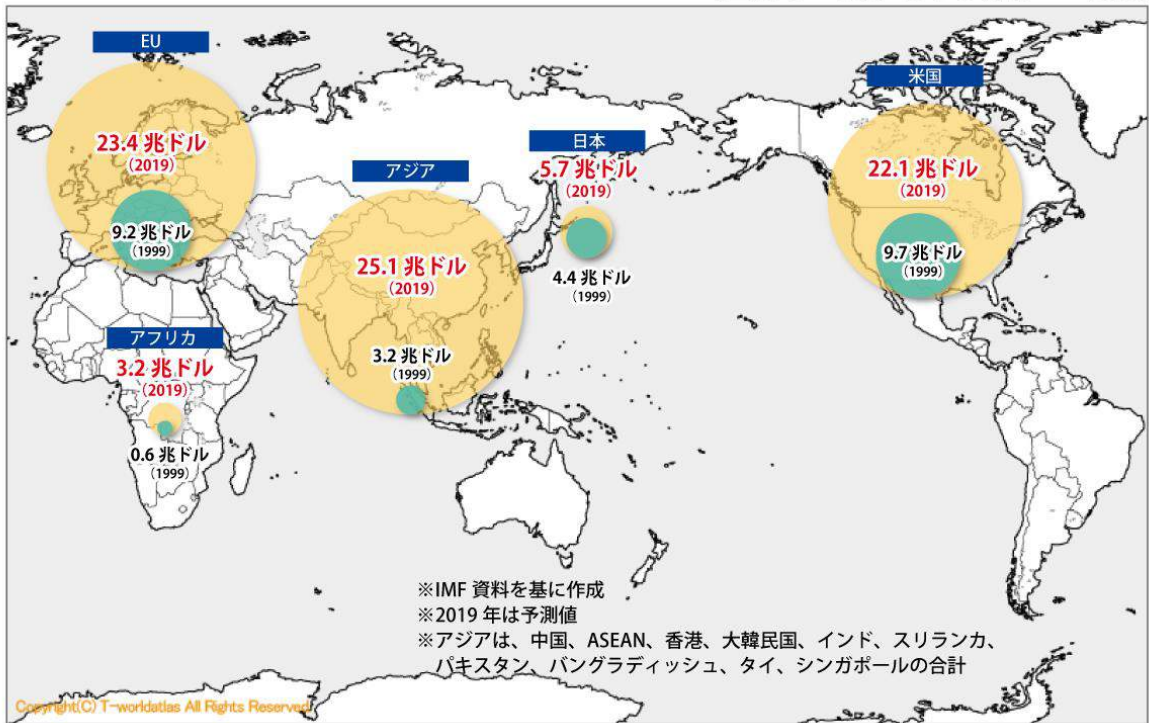 EU
23.4 兆ドル
(2019)
9.2 兆ドル
(1999)
アジア
25.1 兆ドル
(2019)
3.2 兆ドル
(1999)
日本
5.7 兆ドル
(2019)
4.4 兆ドル
(1999)
米国
22.1 兆ドル
(2019)
9.7 兆ドル
(1999)
アフリカ
3.2 兆ドル
(2019)
0.6 兆ドル
(1999)
※IMF 資料を基に作成
※2019 年は予測値
※アジアは、中国、ASEAN、香港、大韓民国、インド、スリランカ、
パキスタン、バングラディッシュ、タイ、シンガポールの合計
Copyright(C) T-worldatlas All Rights Reserved